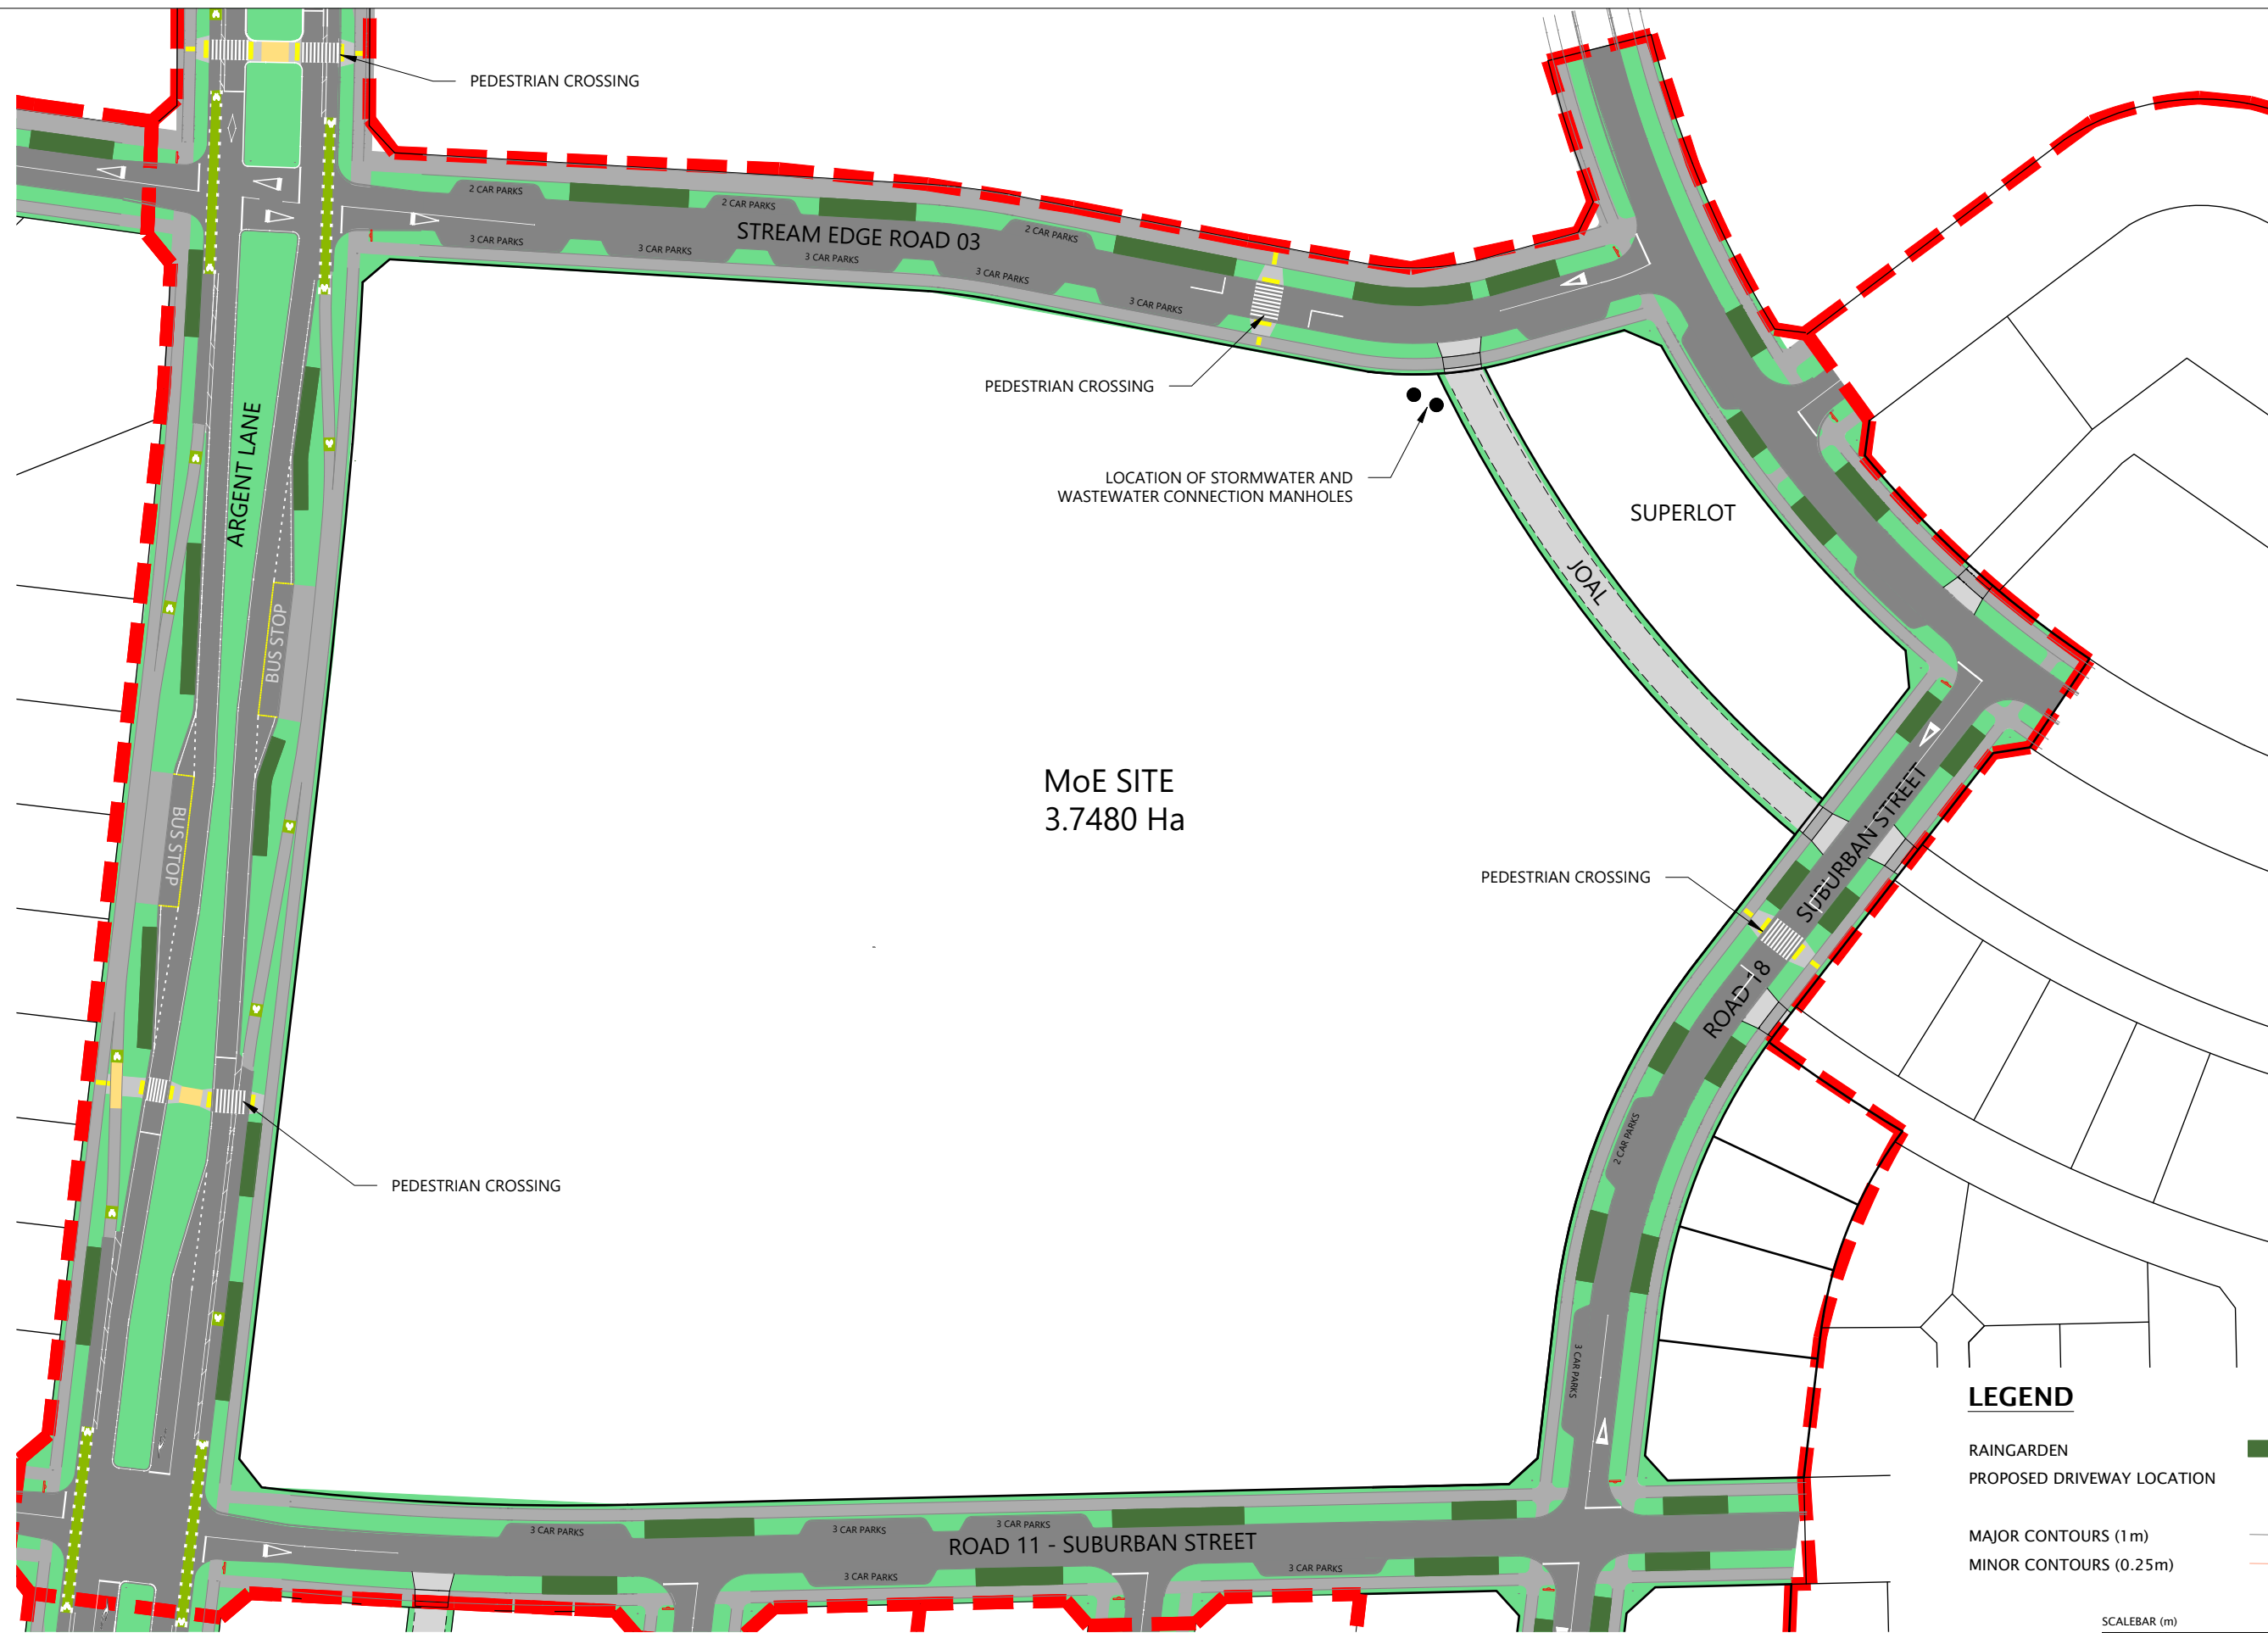 PEDESTRIAN CROSSING
2 CAR PARKS
2 CAR PARKS
2 CAR PARKS
STREAM EDGE ROAD 03
3 CAR PARKS
3 CAR PARKS
3 CAR PARKS
3 CAR PARKS
3 CAR PARKS
PEDESTRIAN CROSSING
LOCATION OF STORMWATER AND
WASTEWATER CONNECTION MANHOLES
ARGENT LANE
BUS STOP
BUS STOP
SUPERLOT
JOAL
MoE SITE
3.7480 Ha
PEDESTRIAN CROSSING
SUBURBAN STREET
ROAD 18
2 CAR PARKS
3 CAR PARKS
PEDESTRIAN CROSSING
3 CAR PARKS
3 CAR PARKS
3 CAR PARKS
ROAD 11 - SUBURBAN STREET
3 CAR PARKS
3 CAR PARKS
LEGEND
RAINGARDEN
PROPOSED DRIVEWAY LOCATION
MAJOR CONTOURS (1m)
MINOR CONTOURS (0.25m)
SCALEBAR (m)